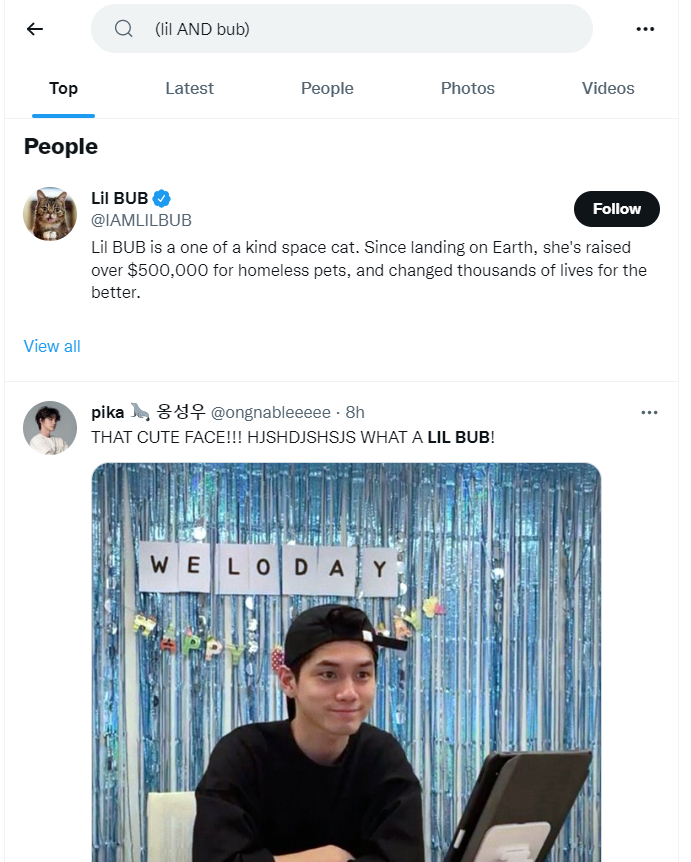 (lil AND bub)
Top Latest People Photos Videos
People
Lil BUB
@IAMLILBUB
Follow
Lil BUB is a one of a kind space cat. Since landing on Earth, she's raised
over $500,000 for homeless pets, and changed thousands of lives for the
better.
View all
pika 🦭 옹성우 @ongnableeeee · 8h
THAT CUTE FACE!!! HJSHDJSHSJS WHAT A LIL BUB!
WELODAY
HAPPY